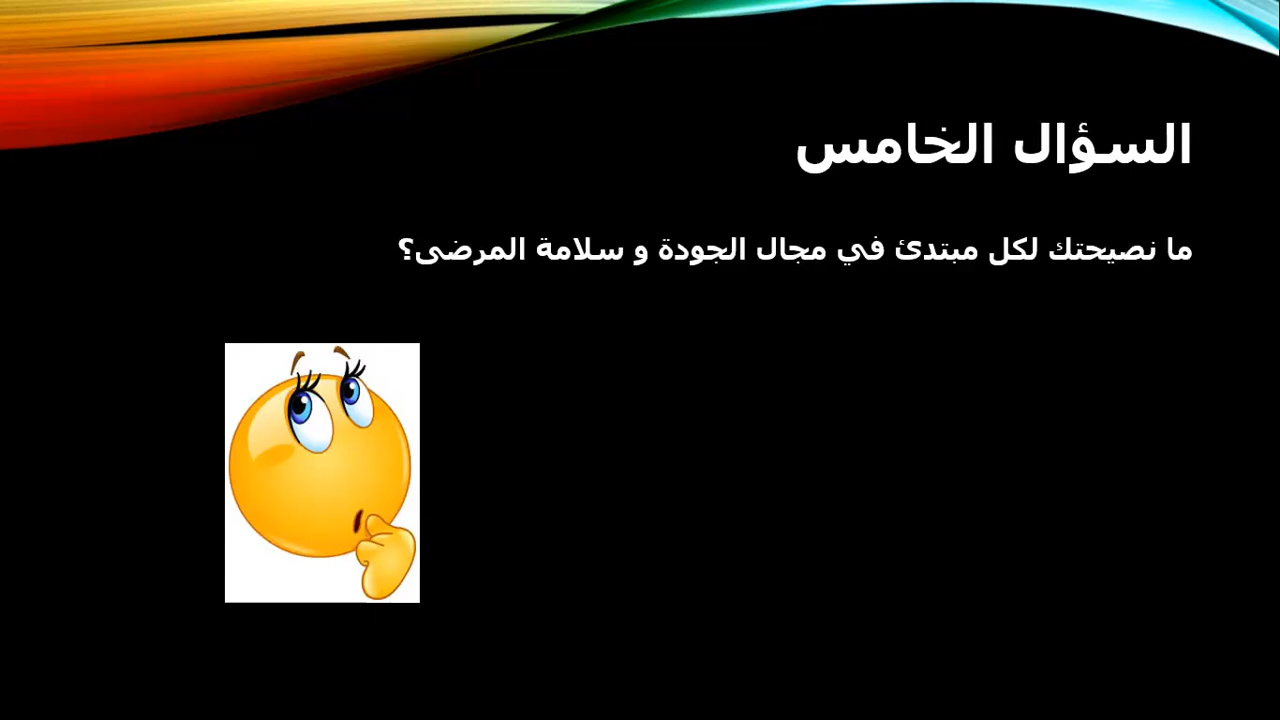 السؤال الخامس
ما نصيحتك لكل مبتدئ في مجال الجودة و سلامة المرضى؟